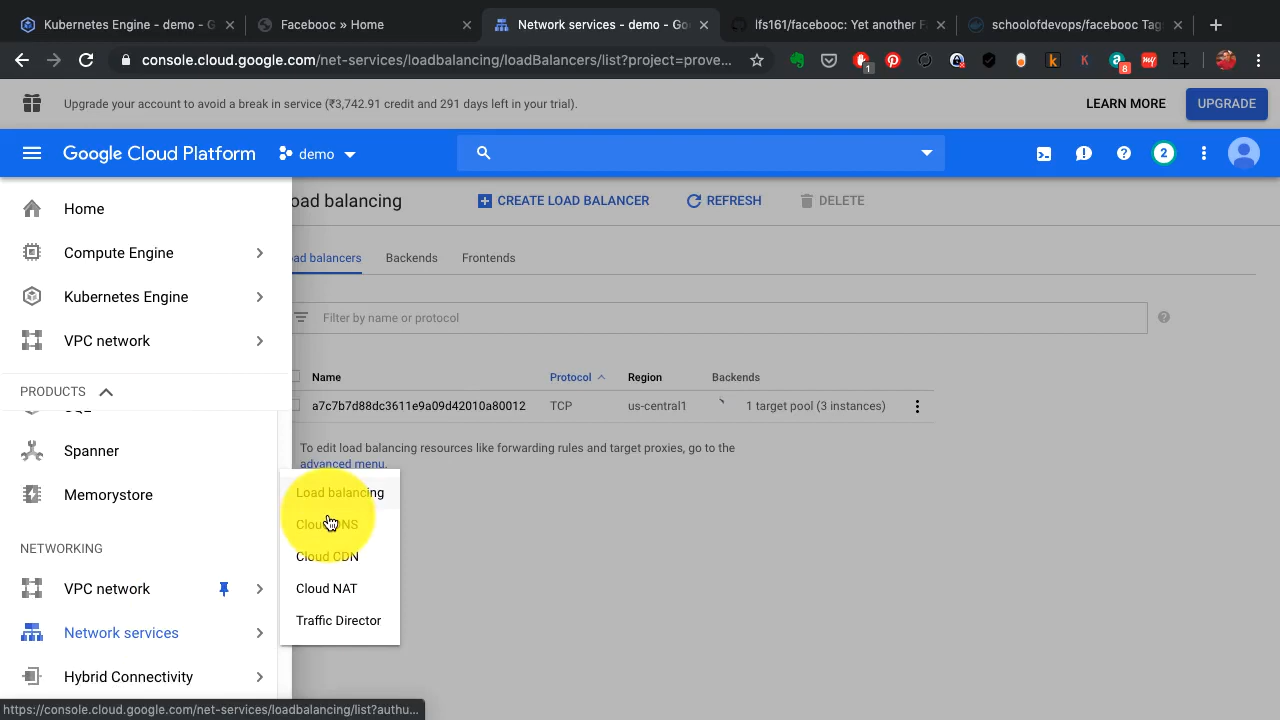 Kubernetes Engine - demo - G
Facebooc » Home
Network services - demo - Go
lfs161/facebooc: Yet another F
schoolofdevops/facebooc Tag
console.cloud.google.com/net-services/loadbalancing/loadBalancers/list?project=prove...
1
8
my
Upgrade your account to avoid a break in service (₹3,742.91 credit and 291 days left in your trial).
LEARN MORE
UPGRADE
Google Cloud Platform
demo
2
Home
oad balancing
CREATE LOAD BALANCER
REFRESH
DELETE
Compute Engine
ad balancers
Backends
Frontends
Kubernetes Engine
Filter by name or protocol
VPC network
PRODUCTS
Name
Protocol
Region
Backends
a7c7b7d88dc3611e9a09d42010a80012
TCP
us-central1
1 target pool (3 instances)
Spanner
To edit load balancing resources like forwarding rules and target proxies, go to the
advanced menu.
Memorystore
Load balancing
Cloud DNS
NETWORKING
Cloud CDN
VPC network
Cloud NAT
Network services
Traffic Director
Hybrid Connectivity
https://console.cloud.google.com/net-services/loadbalancing/list?authu...